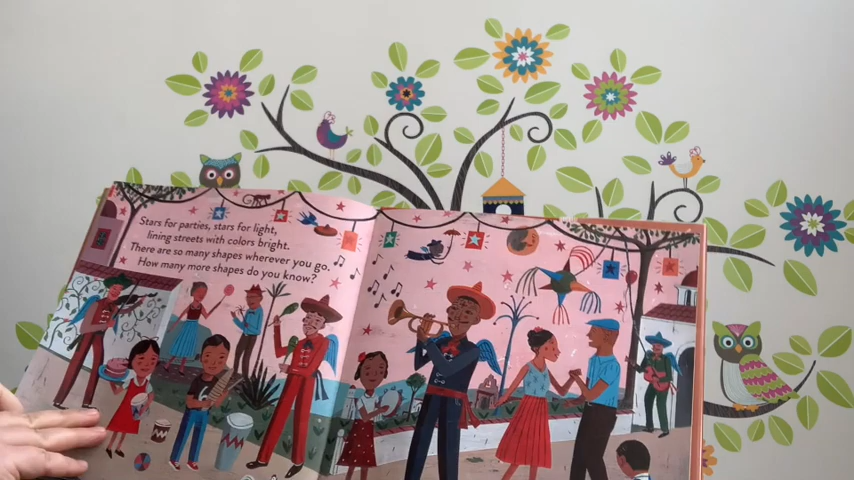 Stars for parties, stars for light,
lining streets with colors bright.
There are so many shapes wherever you go.
How many more shapes do you know?